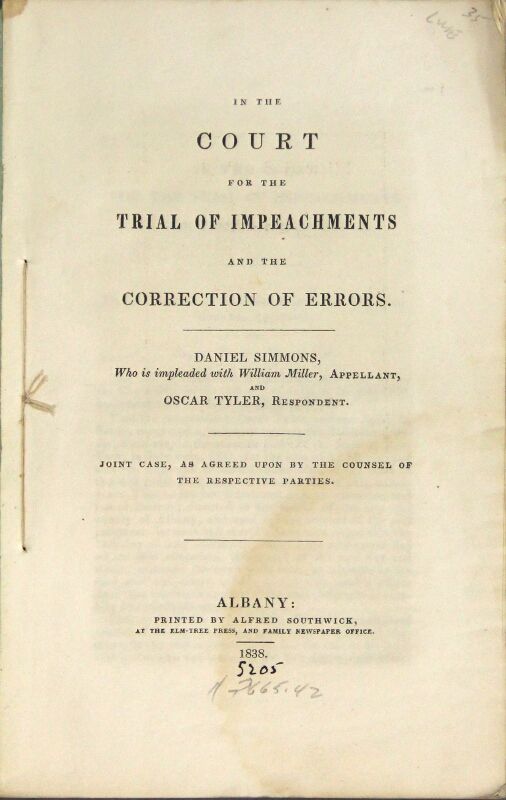 35
IN THE
COURT
FOR THE
TRIAL OF IMPEACHMENTS
AND THE
CORRECTION OF ERRORS.
DANIEL SIMMONS,
Who is impleaded with William Miller, APPELLANT,
AND
OSCAR TYLER, RESPONDENT.
JOINT CASE, AS AGREED UPON BY THE COUNSEL OF
THE RESPECTIVE PARTIES.
ALBANY:
PRINTED BY ALFRED SOUTHWICK,
AT THE ELM-TREE PRESS, AND FAMILY NEWSPAPER OFFICE.
1838.
5205